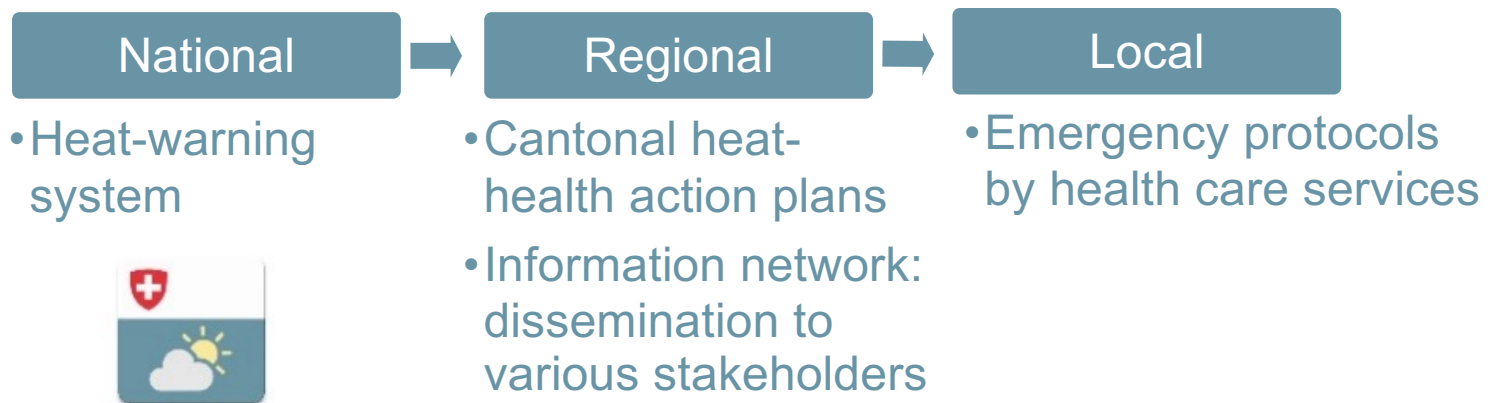 National
•Heat-warning
system
Regional
•Cantonal heat-
health action plans
•Information network:
dissemination to
various stakeholders
Local
•Emergency protocols
by health care services